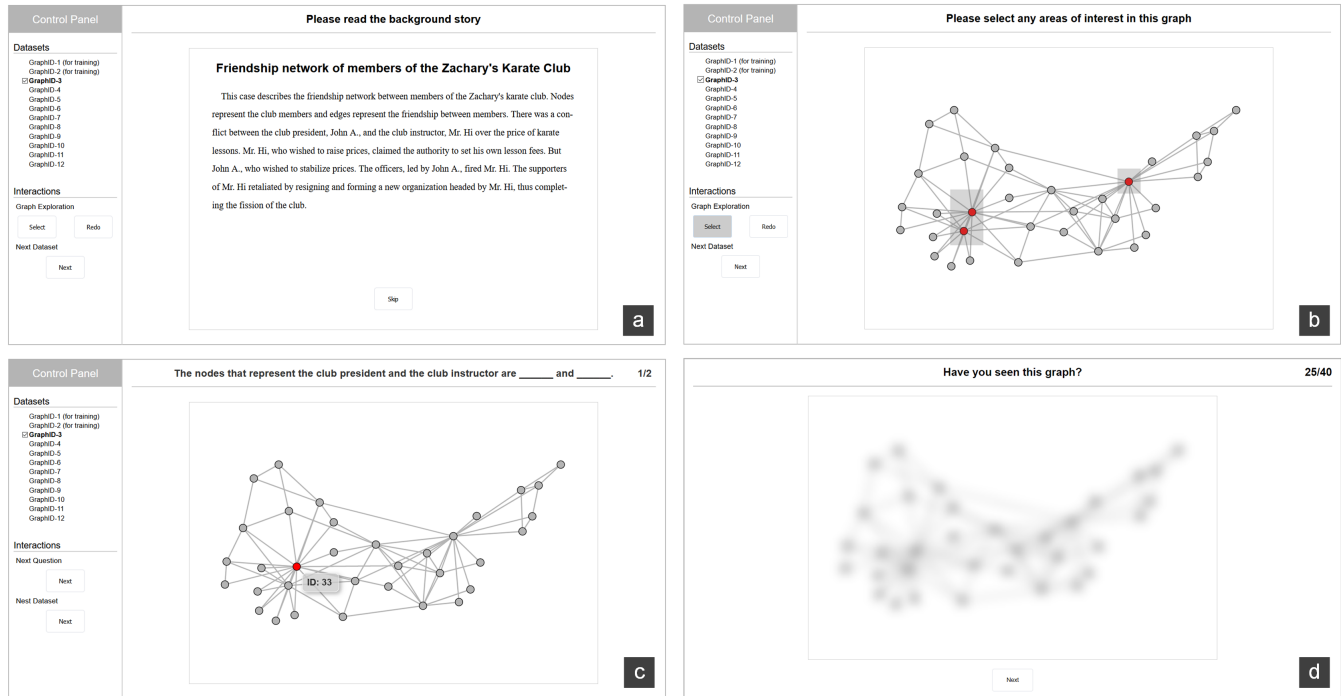 Control Panel
Please read the background story
Datasets
GraphID-1 (for training)
GraphID-2 (for training)
GraphID-3
GraphID-4
GraphID-5
GraphID-6
GraphID-7
GraphID-8
GraphID-9
GraphID-10
GraphID-11
GraphID-12
Interactions
Graph Exploration
Select
Redo
Next Dataset
Next
Friendship network of members of the Zachary's Karate Club
This case describes the friendship network between members of the Zachary's karate club. Nodes
represent the club members and edges represent the friendship between members. There was a con-
flict between the club president, John A., and the club instructor, Mr. Hi over the price of karate
lessons. Mr. Hi, who wished to raise prices, claimed the authority to set his own lesson fees. But
John A., who wished to stabilize prices. The officers, led by John A., fired Mr. Hi. The supporters
of Mr. Hi retaliated by resigning and forming a new organization headed by Mr. Hi, thus complet-
ing the fission of the club.
Skip
a
Control Panel
Please select any areas of interest in this graph
Datasets
GraphID-1 (for training)
GraphID-2 (for training)
GraphID-3
GraphID-4
GraphID-5
GraphID-6
GraphID-7
GraphID-8
GraphID-9
GraphID-10
GraphID-11
GraphID-12
Interactions
Graph Exploration
Select
Redo
Next Dataset
Next
b
Control Panel
The nodes that represent the club president and the club instructor are ______ and ______. 1/2
Datasets
GraphID-1 (for training)
GraphID-2 (for training)
GraphID-3
GraphID-4
GraphID-5
GraphID-6
GraphID-7
GraphID-8
GraphID-9
GraphID-10
GraphID-11
GraphID-12
Interactions
Next Question
Next
Nest Dataset
Next
ID: 33
c
Have you seen this graph? 25/40
Next
d